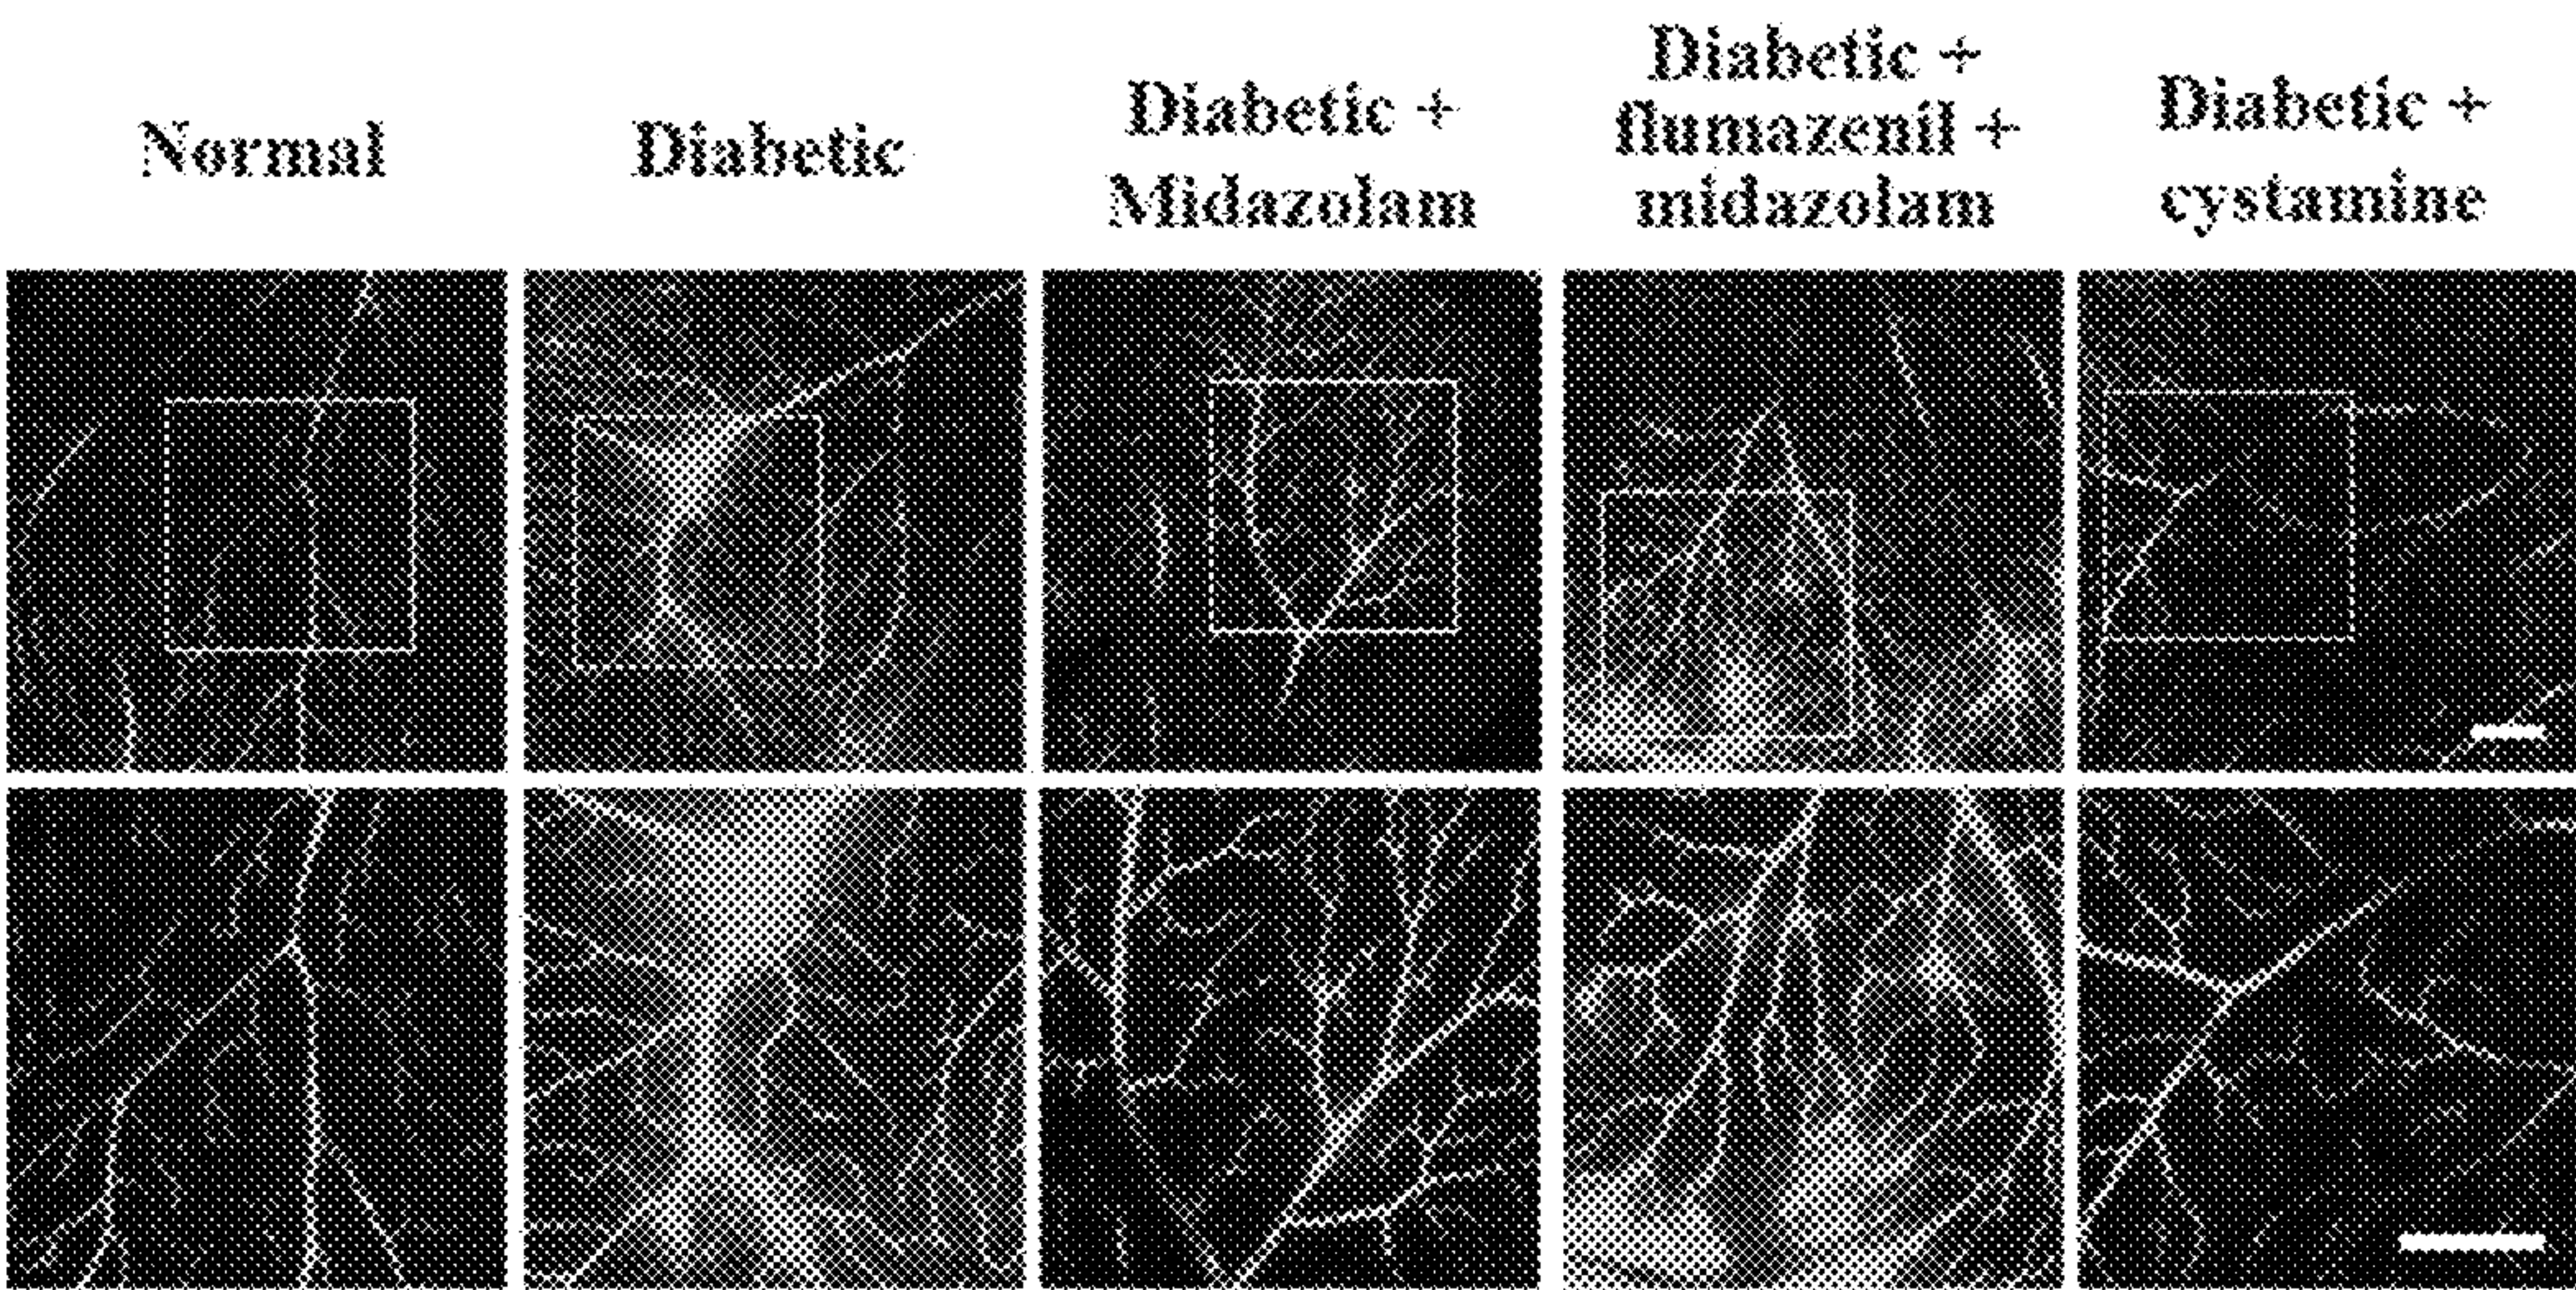 Normal
Diabetic
Diabetic +
Midazolam
Diabetic +
flumazenil +
midazolam
Diabetic +
cystamine